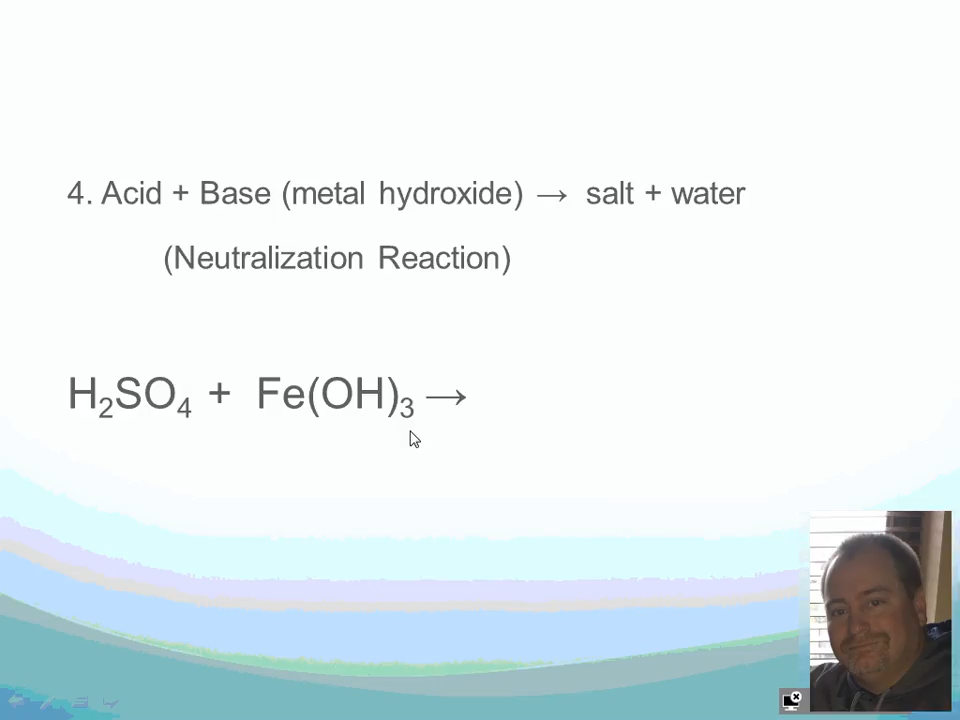 4. Acid + Base (metal hydroxide) → salt + water
(Neutralization Reaction)
H₂SO₄ + Fe(OH)₃ →